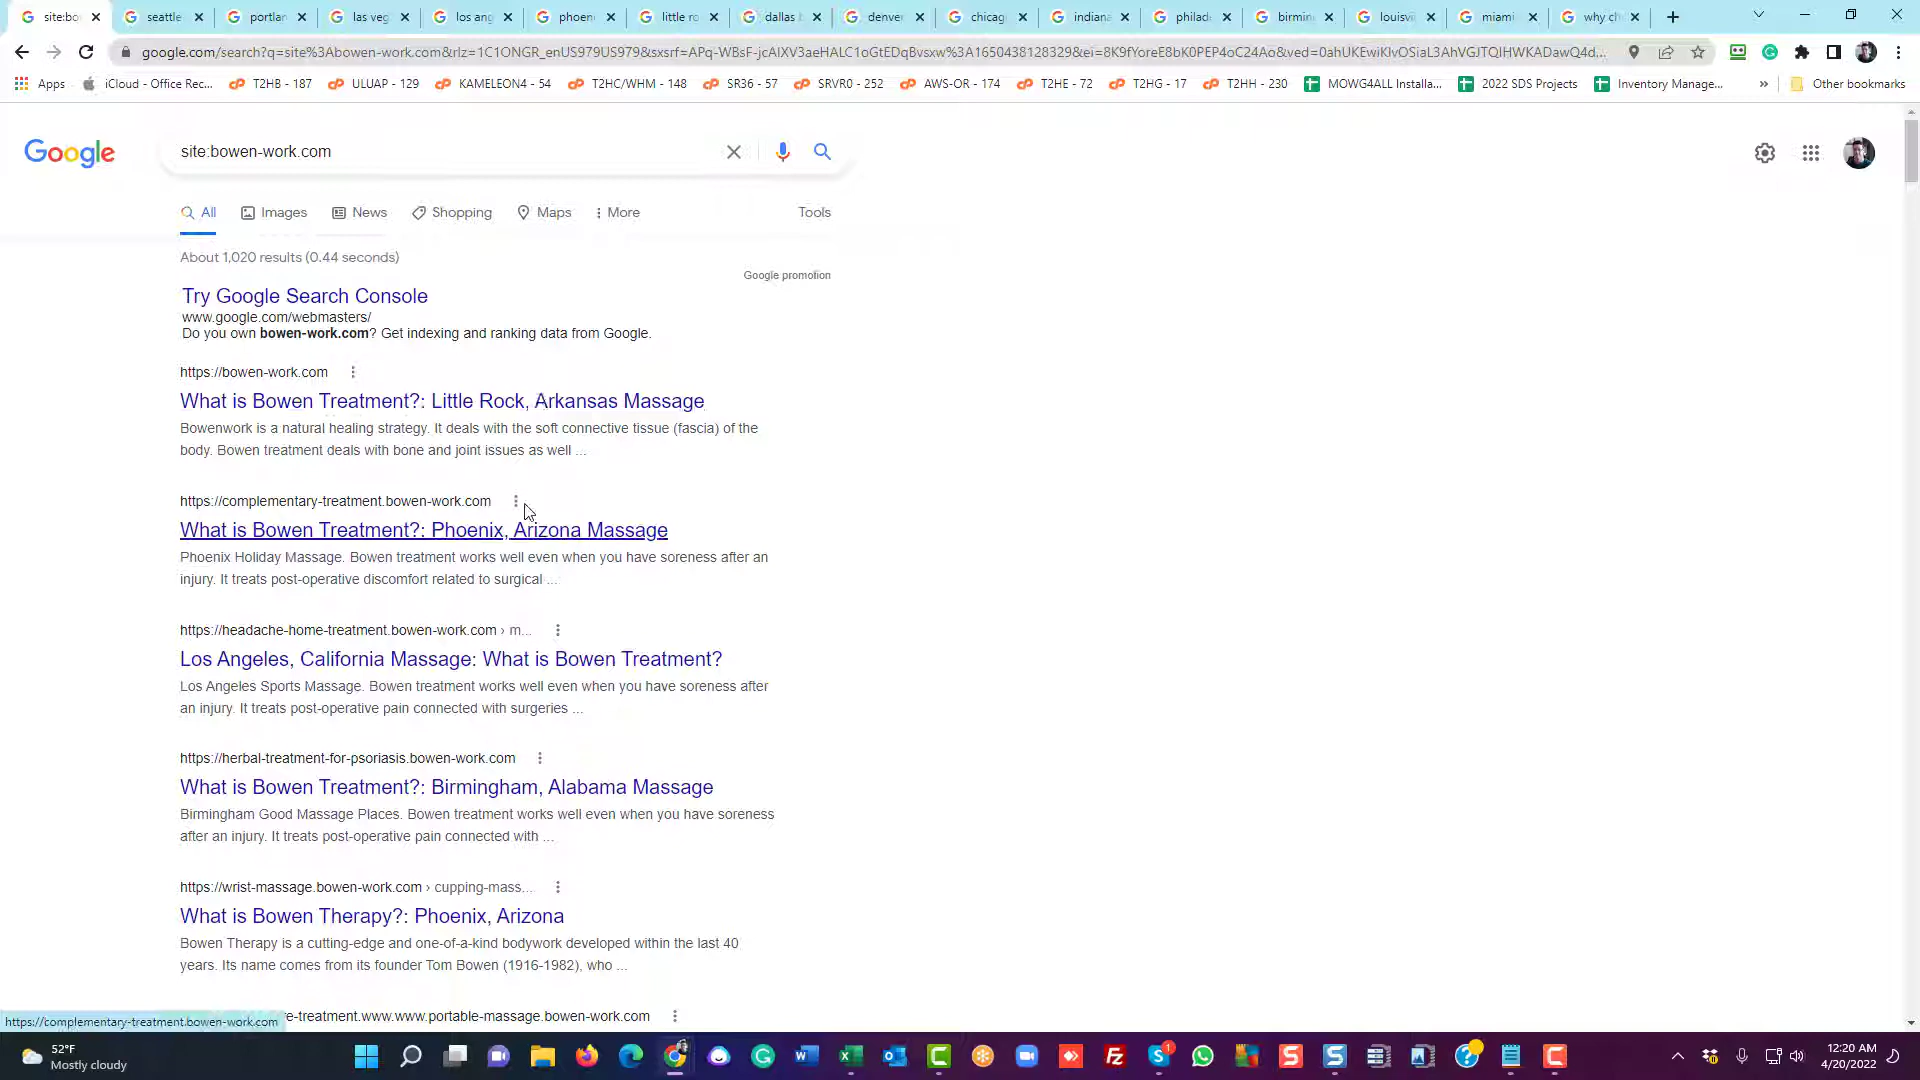 site:bo
seattle
portlan
las veg
los ang
phoeni
little ro
dallas b
denver
chicag
indiana
philad
birmin
louisvi
miami
why ch
google.com/search?q=site%3Abowen-work.com&rlz=1C1ONGR_enUS979US979&sxsrf=APq-WBsF-jcAIXV3aeHALC1oGtEDqBvsxw%3A1650438128329&ei=8K9fYoreE8bK0PEP4oC24Ao&ved=0ahUKEwiKlvOSiaL3AhVGJTQIHWKADawQ4d...
Apps
iCloud - Office Rec...
T2HB - 187
ULUAP - 129
KAMELEON4 - 54
T2HC/WHM - 148
SR36 - 57
SRVR0 - 252
AWS-OR - 174
T2HE - 72
T2HG - 17
T2HH - 230
MOWG4ALL Installa...
2022 SDS Projects
Inventory Manage...
»
Other bookmarks
Google
site:bowen-work.com
All
Images
News
Shopping
Maps
More
Tools
About 1,020 results (0.44 seconds)
Google promotion
Try Google Search Console
www.google.com/webmasters/
Do you own bowen-work.com? Get indexing and ranking data from Google.
https://bowen-work.com
What is Bowen Treatment?: Little Rock, Arkansas Massage
Bowenwork is a natural healing strategy. It deals with the soft connective tissue (fascia) of the
body. Bowen treatment deals with bone and joint issues as well ...
https://complementary-treatment.bowen-work.com
What is Bowen Treatment?: Phoenix, Arizona Massage
Phoenix Holiday Massage. Bowen treatment works well even when you have soreness after an
injury. It treats post-operative discomfort related to surgical ...
https://headache-home-treatment.bowen-work.com › m...
Los Angeles, California Massage: What is Bowen Treatment?
Los Angeles Sports Massage. Bowen treatment works well even when you have soreness after
an injury. It treats post-operative pain connected with surgeries ...
https://herbal-treatment-for-psoriasis.bowen-work.com
What is Bowen Treatment?: Birmingham, Alabama Massage
Birmingham Good Massage Places. Bowen treatment works well even when you have soreness
after an injury. It treats post-operative pain connected with ...
https://wrist-massage.bowen-work.com › cupping-mass...
What is Bowen Therapy?: Phoenix, Arizona
Bowen Therapy is a cutting-edge and one-of-a-kind bodywork developed within the last 40
years. Its name comes from its founder Tom Bowen (1916-1982), who ...
re-treatment.www.www.portable-massage.bowen-work.com
https://complementary-treatment.bowen-work.com
52°F
Mostly cloudy
12:20 AM
4/20/2022